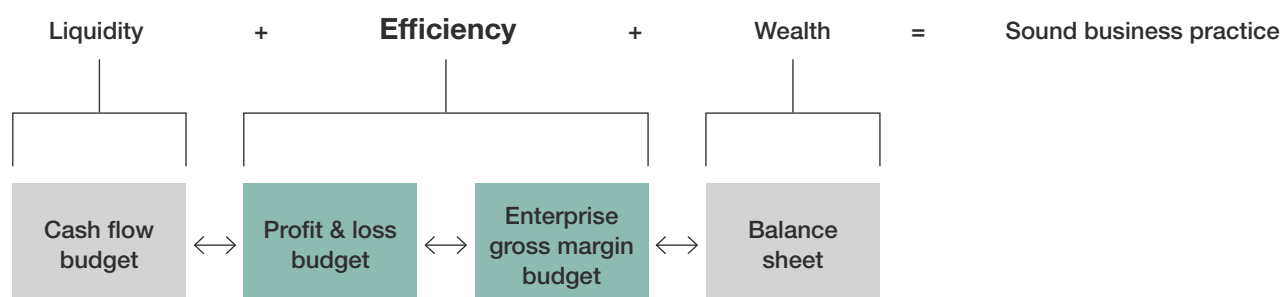 Liquidity + Efficiency + Wealth = Sound business practice
Cash flow
budget
Profit & loss
budget
Enterprise
gross margin
budget
Balance
sheet